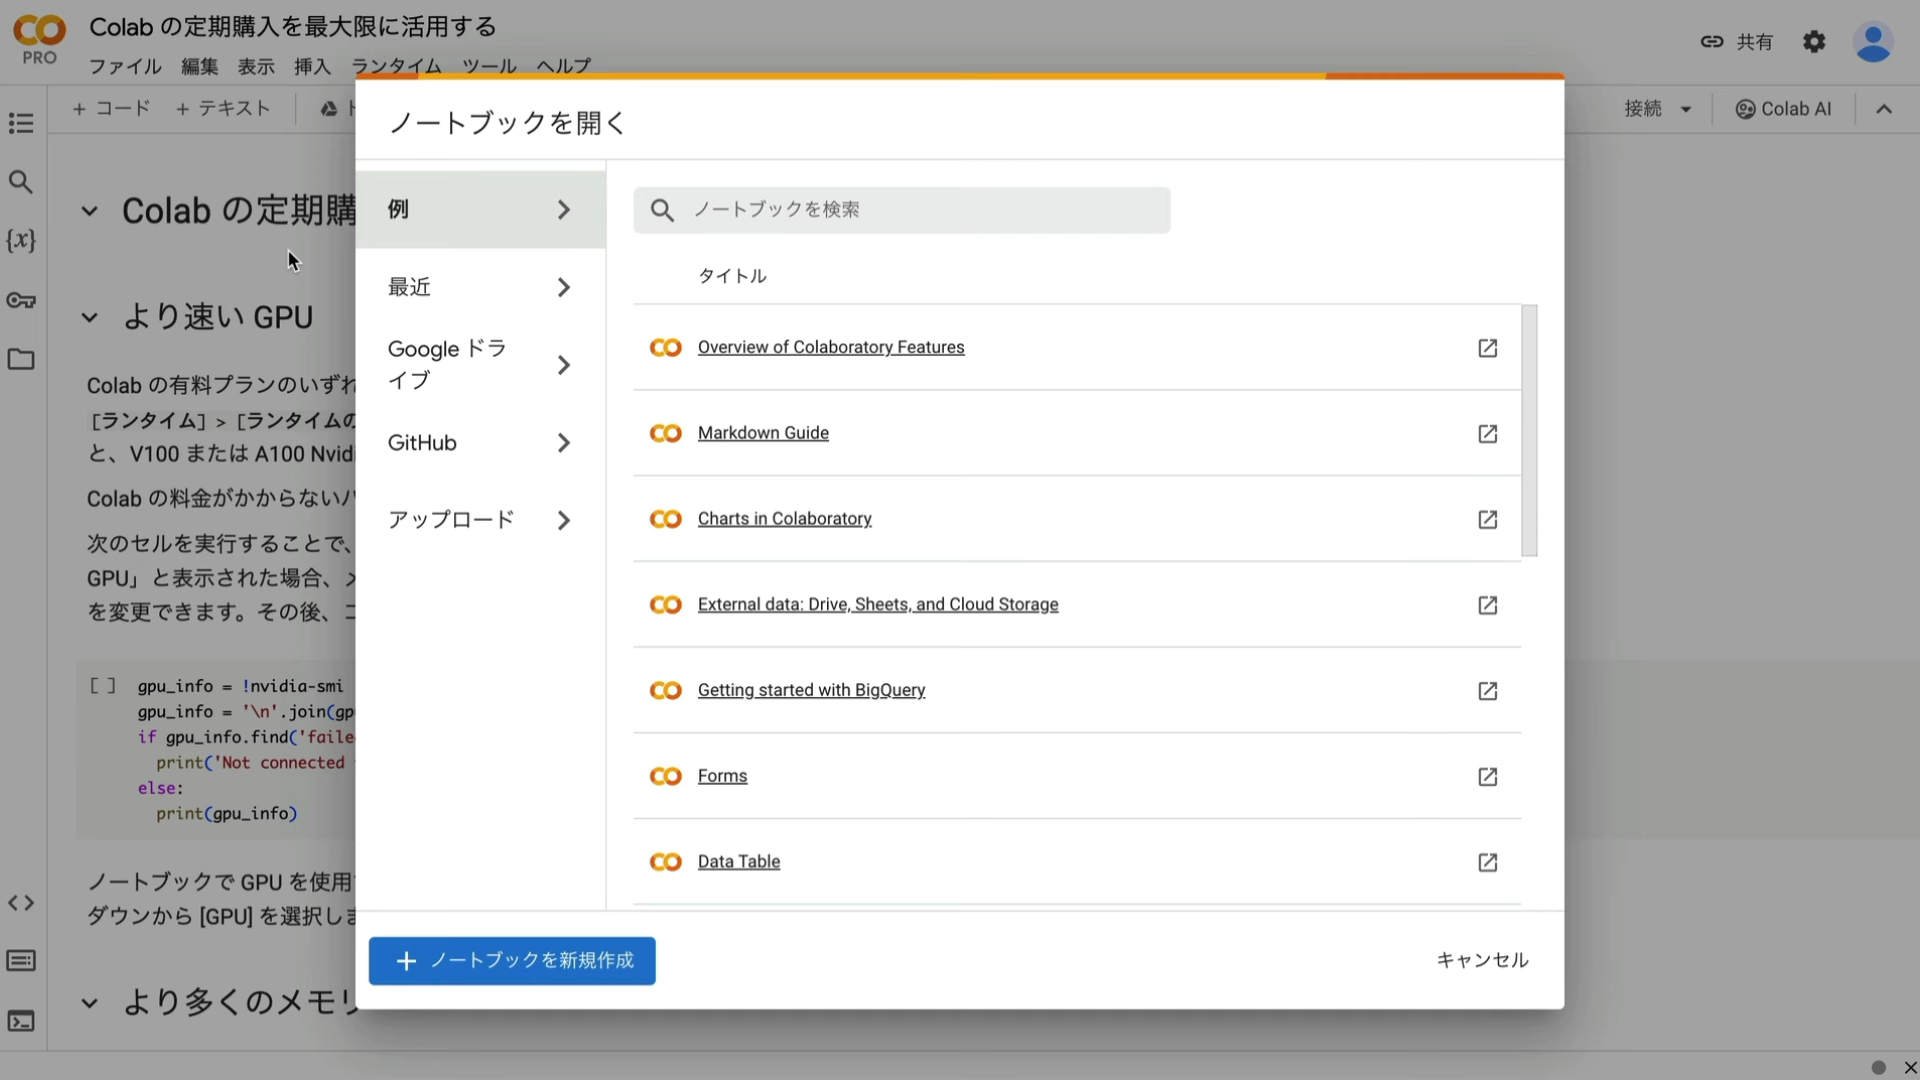 Colab の定期購入を最大限に活用する
PRO
ファイル 編集 表示 挿入 ランタイム ツール ヘルプ
共有
+ コード + テキスト
接続
Colab AI
ノートブックを開く
例
最近
Google ドラ
イブ
GitHub
アップロード
ノートブックを検索
タイトル
Overview of Colaboratory Features
Markdown Guide
Charts in Colaboratory
External data: Drive, Sheets, and Cloud Storage
Getting started with BigQuery
Forms
Data Table
+ ノートブックを新規作成
キャンセル
{x}
Colab の定期購
より速い GPU
Colab の有料プランのいずれ
[ランタイム] > [ランタイムの
と、V100 または A100 Nvidi
Colab の料金がかからないバ
次のセルを実行することで、
GPU」と表示された場合、メ
を変更できます。その後、コ
[ ] gpu_info = !nvidia-smi
gpu_info = '\n'.join(gp
if gpu_info.find('faile
print('Not connected
else:
print(gpu_info)
ノートブックで GPU を使用
ダウンから [GPU] を選択しま
より多くのメモリ